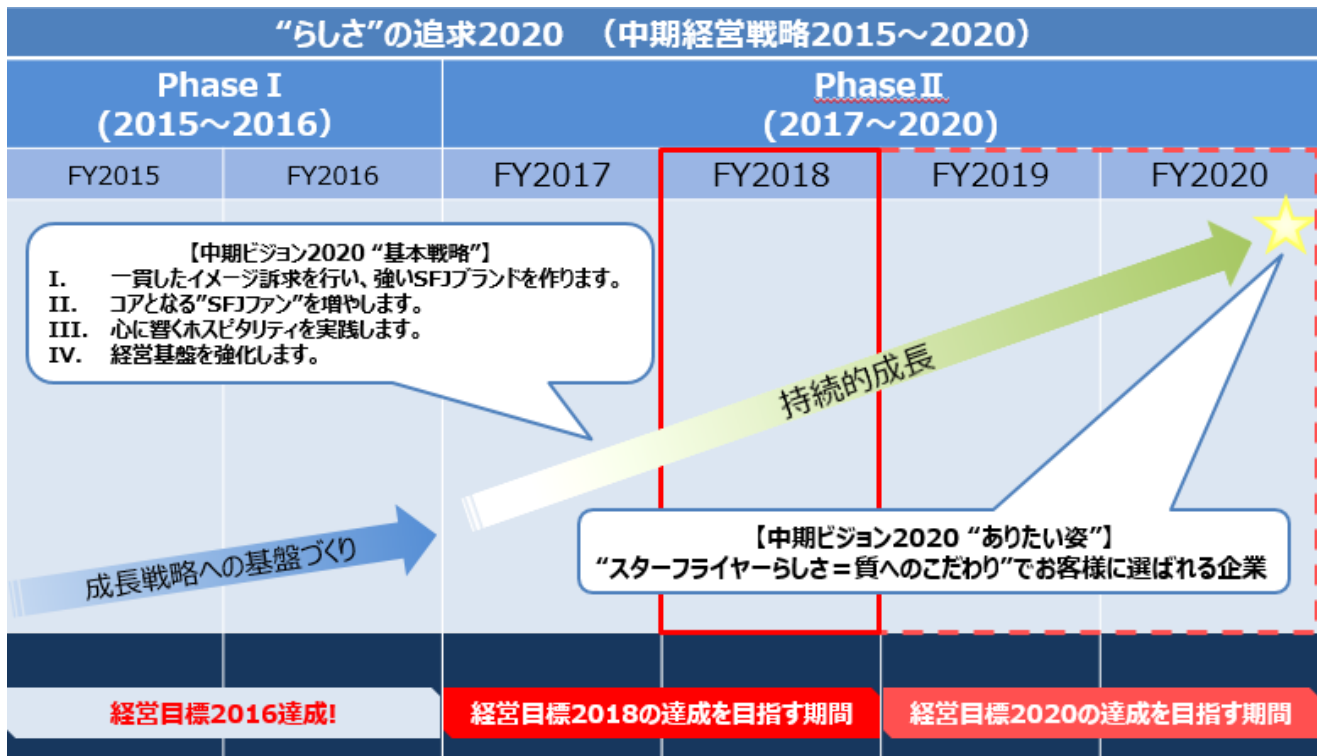 “らしさ”の追求2020 （中期経営戦略2015～2020）
Phase Ⅰ
(2015～2016)
PhaseⅡ
(2017～2020)
FY2015
FY2016
FY2017
FY2018
FY2019
FY2020
【中期ビジョン2020 “基本戦略”】
I. 一貫したイメージ訴求を行い、強いSFJブランドを作ります。
II. コアとなる”SFJファン”を増やします。
III. 心に響くホスピタリティを実践します。
IV. 経営基盤を強化します。
持続的成長
成長戦略への基盤づくり
【中期ビジョン2020 “ありたい姿”】
“スターフライヤーらしさ＝質へのこだわり”でお客様に選ばれる企業
経営目標2016達成!
経営目標2018の達成を目指す期間
経営目標2020の達成を目指す期間